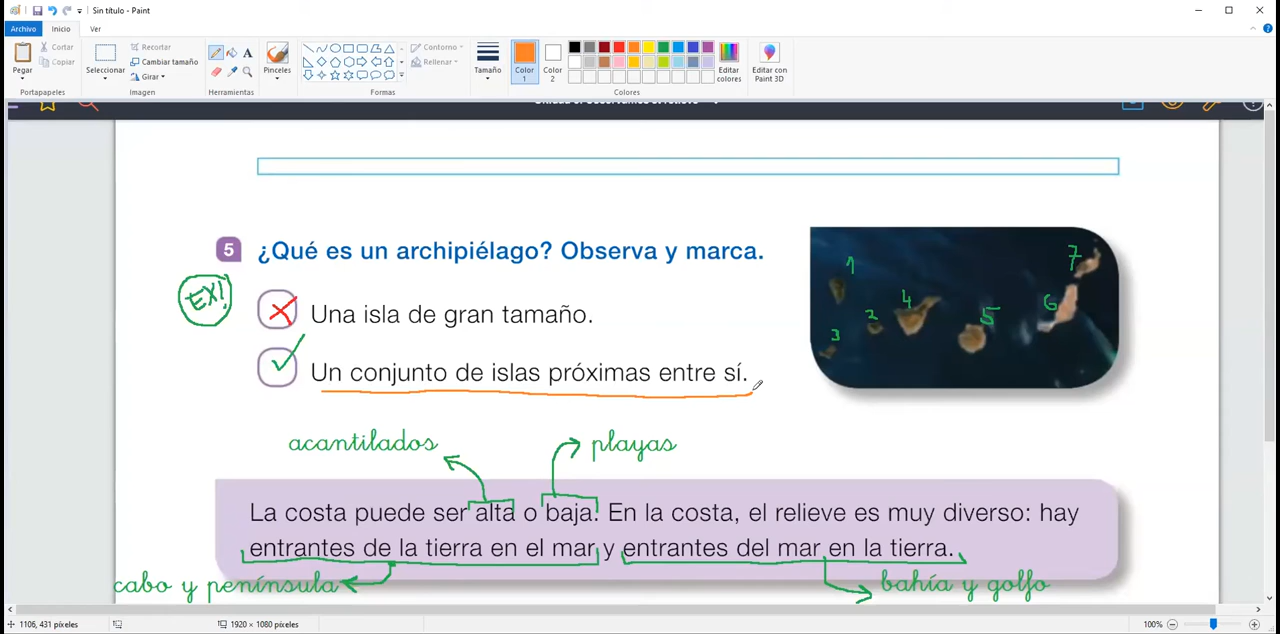 Sin título - Paint
Archivo Inicio Ver
Pegar
Cortar
Copiar
Portapapeles
Seleccionar
Recortar
Cambiar tamaño
Girar
Imagen
A
Herramientas
Pinceles
Contorno
Rellenar
Formas
Tamaño
Color 1
Color 2
Editar colores
Colores
Editar con Paint 3D
5 ¿Qué es un archipiélago? Observa y marca.
EX!
Una isla de gran tamaño.
Un conjunto de islas próximas entre sí.
1
2
3
4
5
6
7
acantilados
playas
La costa puede ser alta o baja. En la costa, el relieve es muy diverso: hay
entrantes de la tierra en el mar y entrantes del mar en la tierra.
cabo y península
bahía y golfo
1106, 431 píxeles
1920 × 1080 píxeles
100%